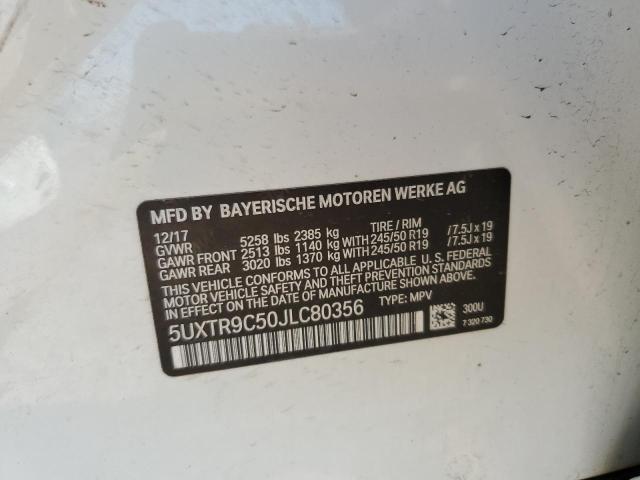 MFD BY BAYERISCHE MOTOREN WERKE AG
12/17 TIRE / RIM
GVWR 5258 lbs 2385 kg
GAWR FRONT 2513 lbs 1140 kg WITH 245/50 R19 /7.5J x 19
GAWR REAR 3020 lbs 1370 kg WITH 245/50 R19 /7.5J x 19
THIS VEHICLE CONFORMS TO ALL APPLICABLE U. S. FEDERAL
MOTOR VEHICLE SAFETY AND THEFT PREVENTION STANDARDS
IN EFFECT ON THE DATE OF MANUFACTURE SHOWN ABOVE.
5UXTR9C50JLC80356 TYPE: MPV 300U
7 320 730